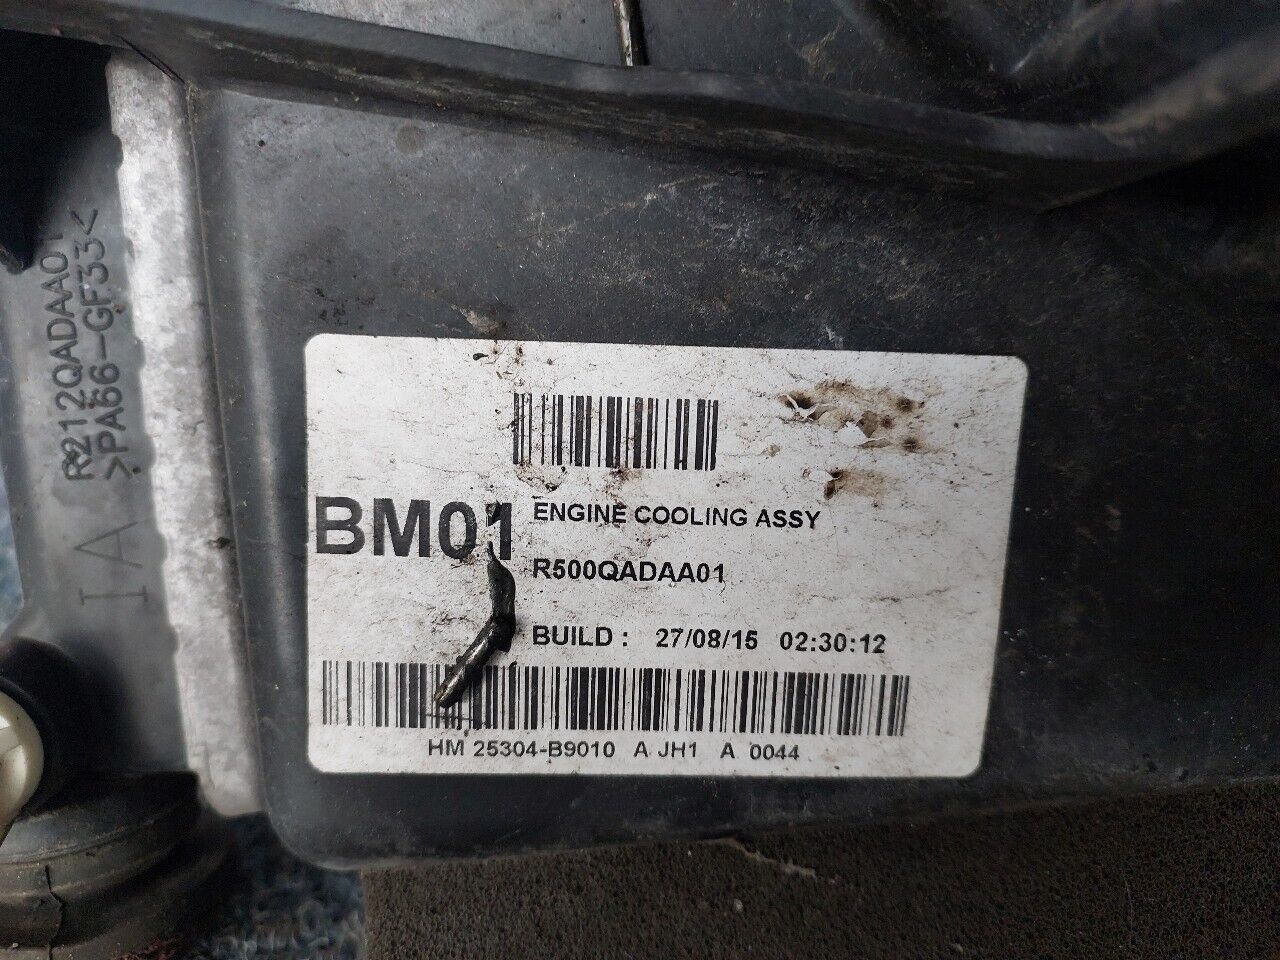 R212QADAA01
>PA66-GF33<
I A
BM01
ENGINE COOLING ASSY
R500QADAA01
BUILD : 27/08/15 02:30:12
HM 25304-B9010 A JH1 A 0044